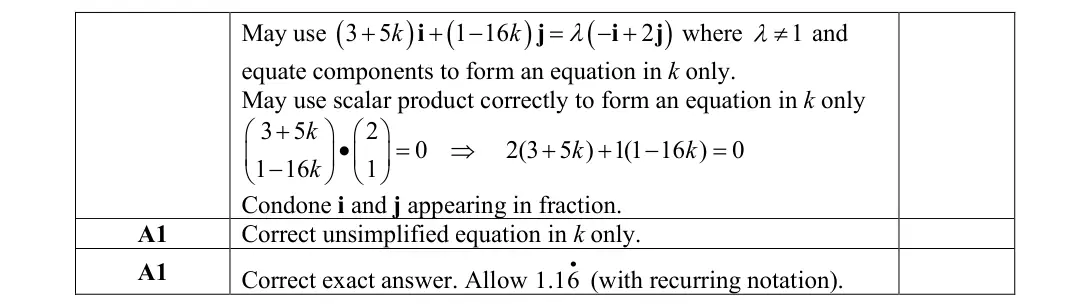 May use (3+5k)i+(1−16k)j=λ(−i+2j) where λ≠1 and
equate components to form an equation in k only.
May use scalar product correctly to form an equation in k only
(3+5k
1−16k)•(2
1)=0 ⇒ 2(3+5k)+1(1−16k)=0
Condone i and j appearing in fraction.
A1 Correct unsimplified equation in k only.
A1 Correct exact answer. Allow 1.16̇ (with recurring notation).